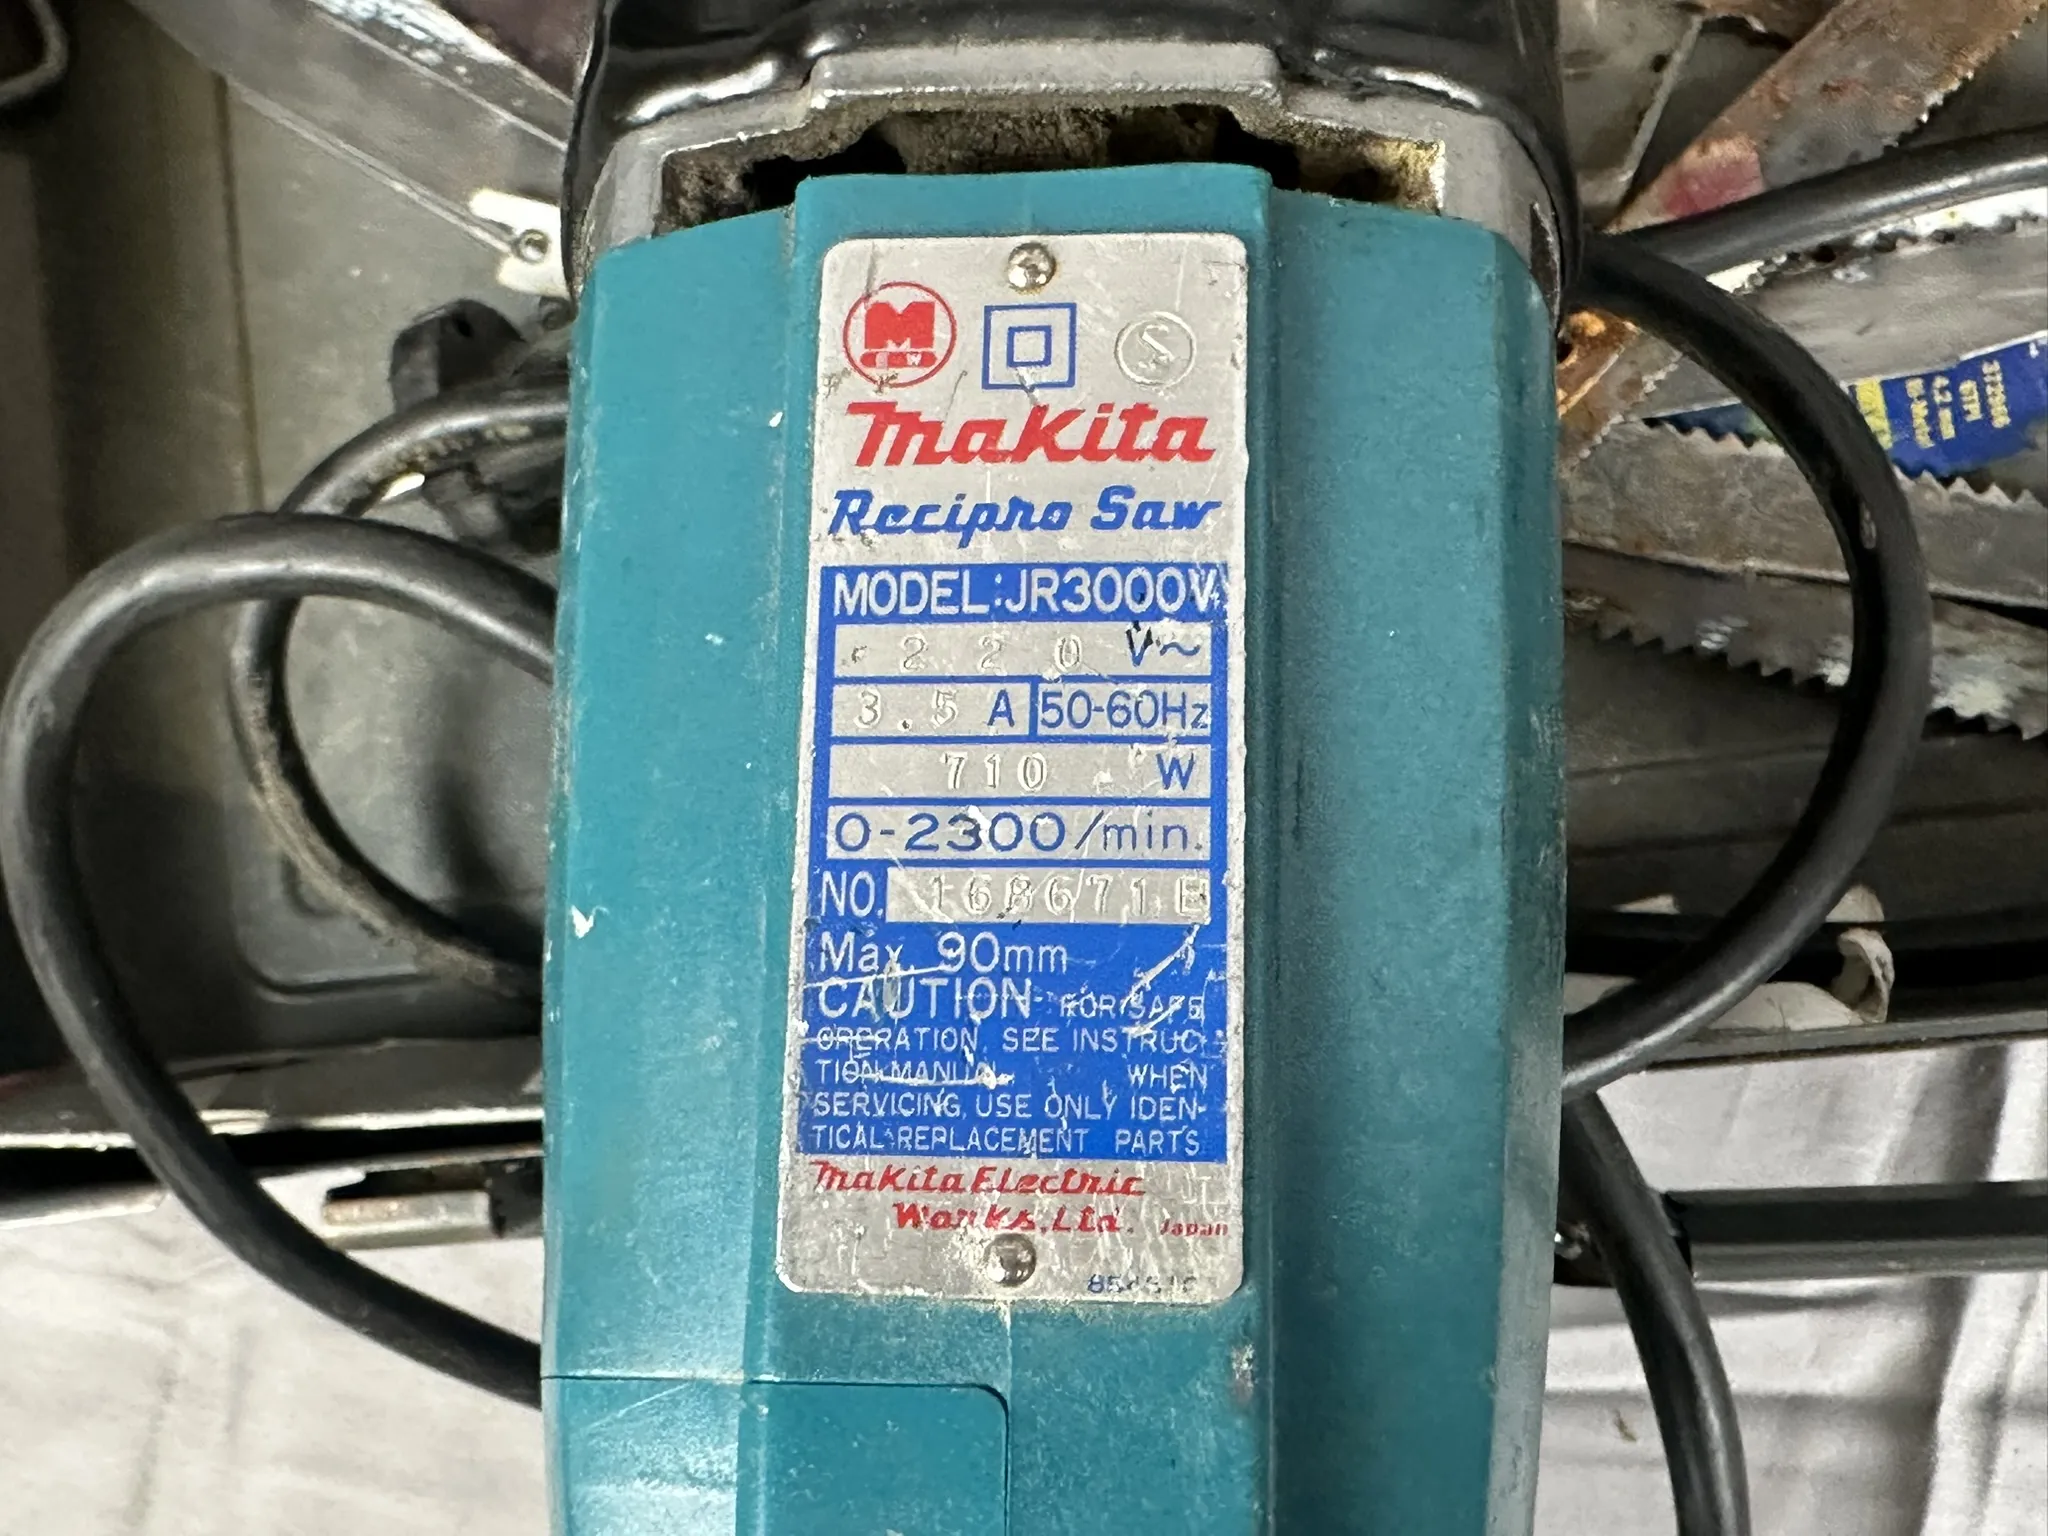 M
S
Makita
Recipro Saw
MODEL:JR3000V
220 V~
3.5 A 50-60Hz
710 W
0-2300/min.
NO. 168671E
Max. 90mm
CAUTION FOR SAFE
OPERATION, SEE INSTRUC-
TION MANUAL WHEN
SERVICING, USE ONLY IDEN-
TICAL REPLACEMENT PARTS
Makita Electric
Works, Ltd. Japan